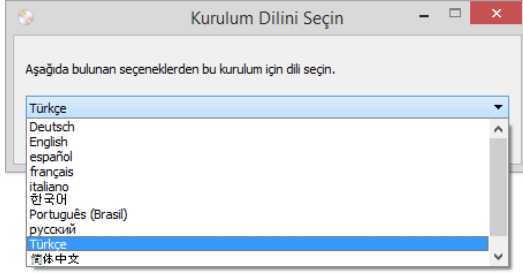 Kurulum Dilini Seçin
Aşağıda bulunan seçeneklerden bu kurulum için dili seçin.
Türkçe
Deutsch
English
español
français
italiano
한국어
Português (Brasil)
русский
Türkçe
简体中文